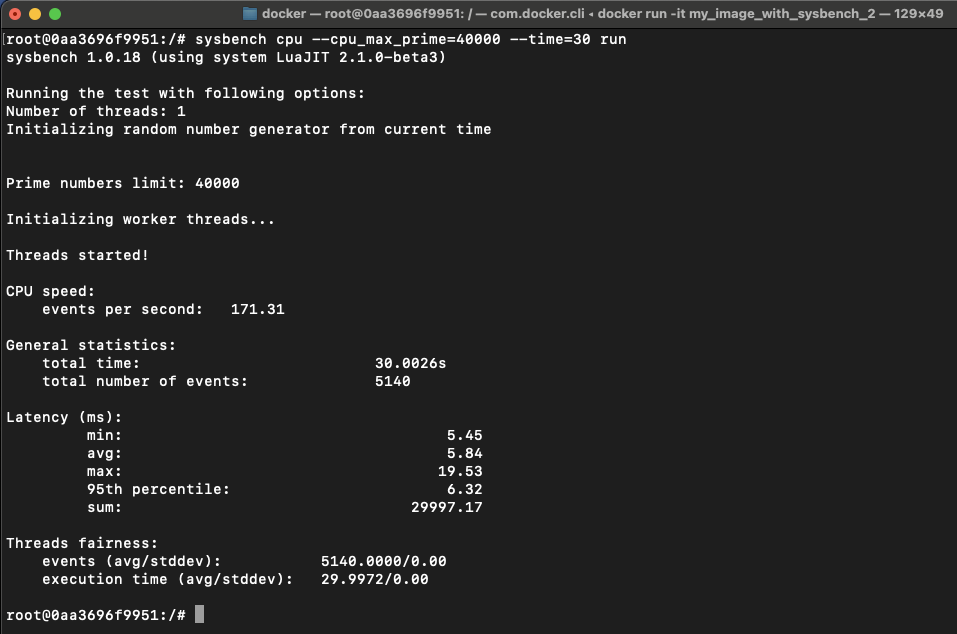 docker — root@0aa3696f9951: / — com.docker.cli ◂ docker run -it my_image_with_sysbench_2 — 129×49
[root@0aa3696f9951:/# sysbench cpu --cpu_max_prime=40000 --time=30 run
sysbench 1.0.18 (using system LuaJIT 2.1.0-beta3)
Running the test with following options:
Number of threads: 1
Initializing random number generator from current time
Prime numbers limit: 40000
Initializing worker threads...
Threads started!
CPU speed:
events per second: 171.31
General statistics:
total time: 30.0026s
total number of events: 5140
Latency (ms):
min: 5.45
avg: 5.84
max: 19.53
95th percentile: 6.32
sum: 29997.17
Threads fairness:
events (avg/stddev): 5140.0000/0.00
execution time (avg/stddev): 29.9972/0.00
root@0aa3696f9951:/#